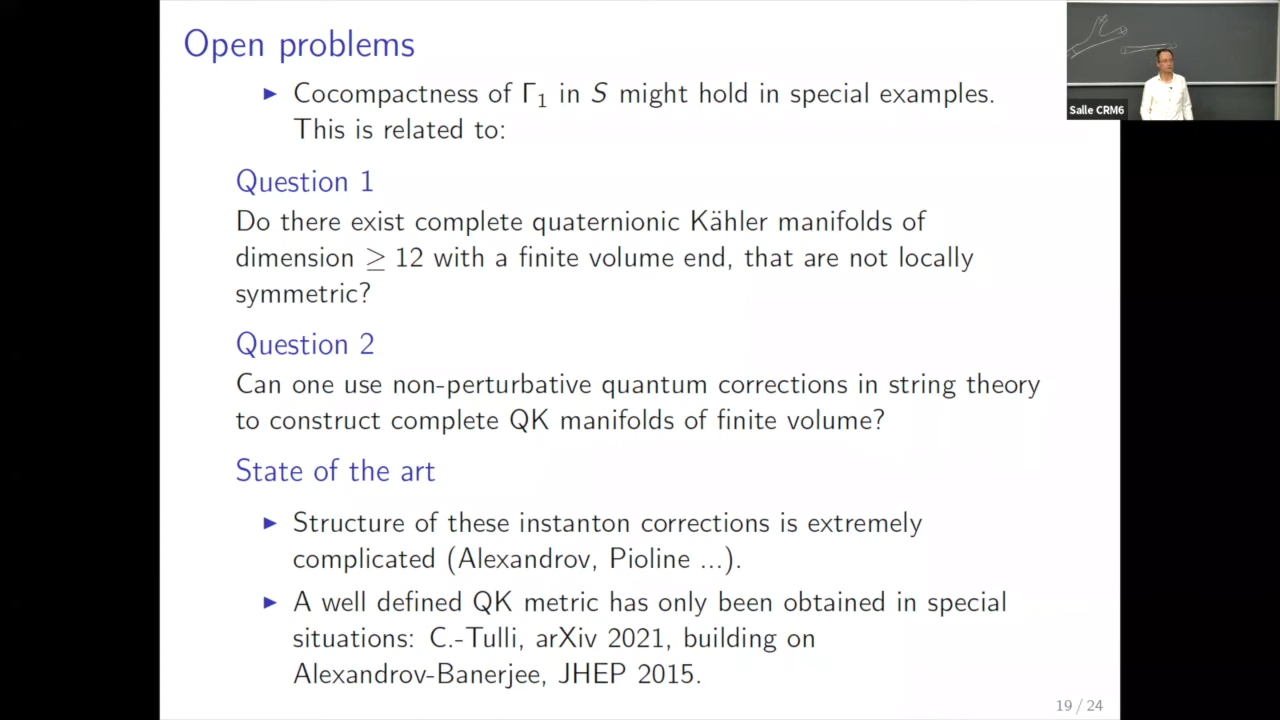 Open problems
► Cocompactness of Γ₁ in S might hold in special examples.
This is related to:
Question 1
Do there exist complete quaternionic Kähler manifolds of
dimension ≥ 12 with a finite volume end, that are not locally
symmetric?
Question 2
Can one use non-perturbative quantum corrections in string theory
to construct complete QK manifolds of finite volume?
State of the art
► Structure of these instanton corrections is extremely
complicated (Alexandrov, Pioline ...).
► A well defined QK metric has only been obtained in special
situations: C.-Tulli, arXiv 2021, building on
Alexandrov-Banerjee, JHEP 2015.
19 / 24
Salle CRM6